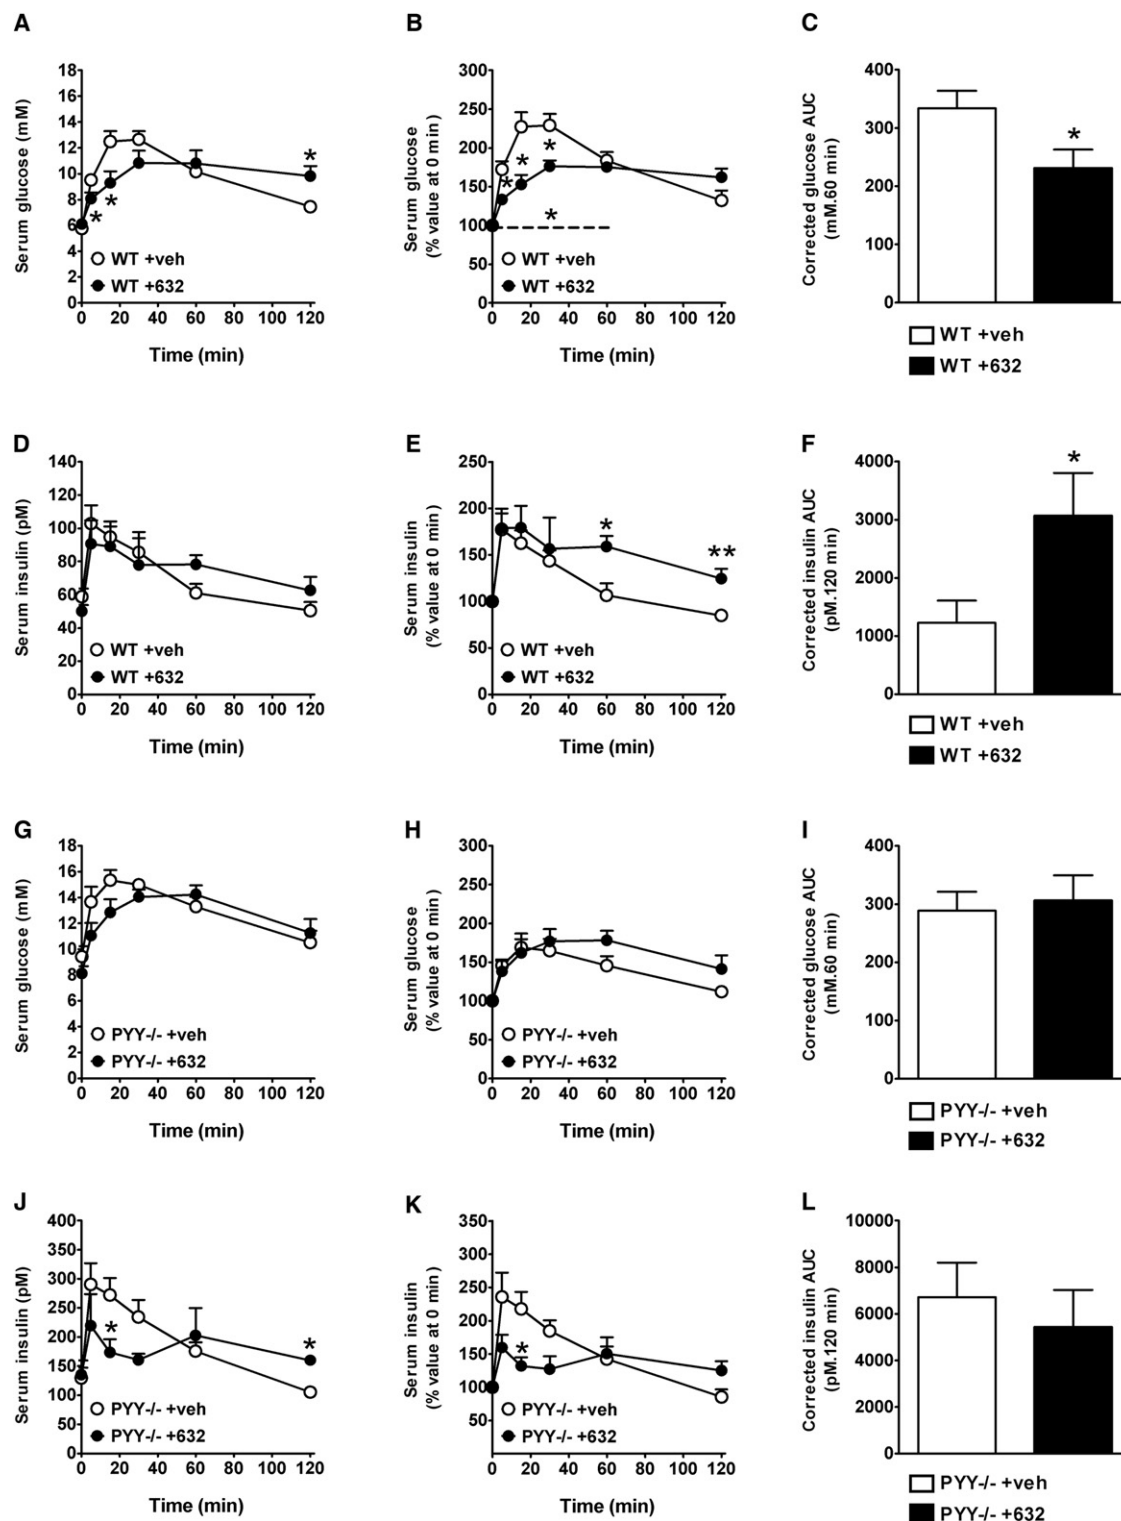 A
Serum glucose (mM)
18
16
14
12
10
8
6
4
2
0
*
*
*
WT +veh
WT +632
0 20 40 60 80 100 120
Time (min)
B
Serum glucose
(% value at 0 min)
300
250
200
150
100
50
0
*
*
*
*
WT +veh
WT +632
0 20 40 60 80 100 120
Time (min)
C
Corrected glucose AUC
(mM.60 min)
400
300
200
100
0
*
WT +veh
WT +632
D
Serum insulin (pM)
140
120
100
80
60
40
20
0
WT +veh
WT +632
0 20 40 60 80 100 120
Time (min)
E
Serum insulin
(% value at 0 min)
250
200
150
100
50
0
*
**
WT +veh
WT +632
0 20 40 60 80 100 120
Time (min)
F
Corrected insulin AUC
(pM.120 min)
4000
3000
2000
1000
0
*
WT +veh
WT +632
G
Serum glucose (mM)
18
16
14
12
10
8
6
4
2
0
PYY-/- +veh
PYY-/- +632
0 20 40 60 80 100 120
Time (min)
H
Serum glucose
(% value at 0 min)
300
250
200
150
100
50
0
PYY-/- +veh
PYY-/- +632
0 20 40 60 80 100 120
Time (min)
I
Corrected glucose AUC
(mM.60 min)
400
300
200
100
0
PYY-/- +veh
PYY-/- +632
J
Serum insulin (pM)
400
350
300
250
200
150
100
50
0
*
*
PYY-/- +veh
PYY-/- +632
0 20 40 60 80 100 120
Time (min)
K
Serum insulin
(% value at 0 min)
350
300
250
200
150
100
50
*
PYY-/- +veh
PYY-/- +632
0 20 40 60 80 100 120
Time (min)
L
Corrected insulin AUC
(pM.120 min)
10000
8000
6000
4000
2000
0
PYY-/- +veh
PYY-/- +632